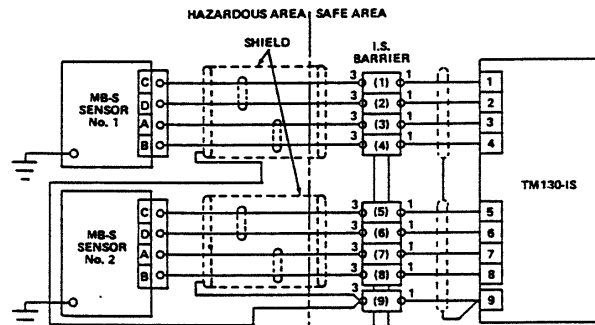 HAZARDOUS AREA SAFE AREA
SHIELD
I.S.
BARRIER
MB-S
SENSOR
No. 1
C
D
A
B
3 (1) 1 1
3 (2) 1 2
3 (3) 1 3
3 (4) 1 4
TM130-IS
MB-S
SENSOR
No. 2
C
D
A
B
3 (5) 1 5
3 (6) 1 6
3 (7) 1 7
3 (8) 1 8
3 (9) 1 9